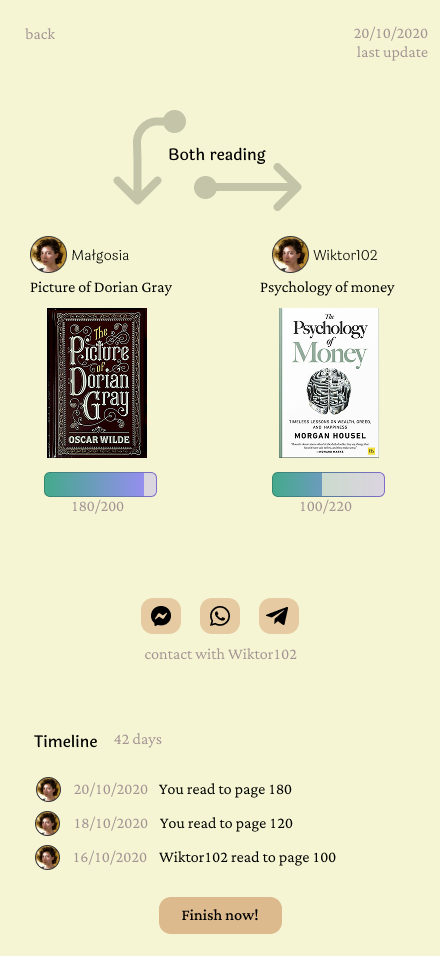 back
20/10/2020
last update
Both reading
Małgosia
Wiktor102
Picture of Dorian Gray
Psychology of money
The
Picture
of
Dorian
Gray
OSCAR WILDE
The
Psychology
of
Money
TIMELESS LESSONS ON WEALTH, GREED,
AND HAPPINESS
MORGAN HOUSEL
180/200
100/220
contact with Wiktor102
Timeline
42 days
20/10/2020 You read to page 180
18/10/2020 You read to page 120
16/10/2020 Wiktor102 read to page 100
Finish now!